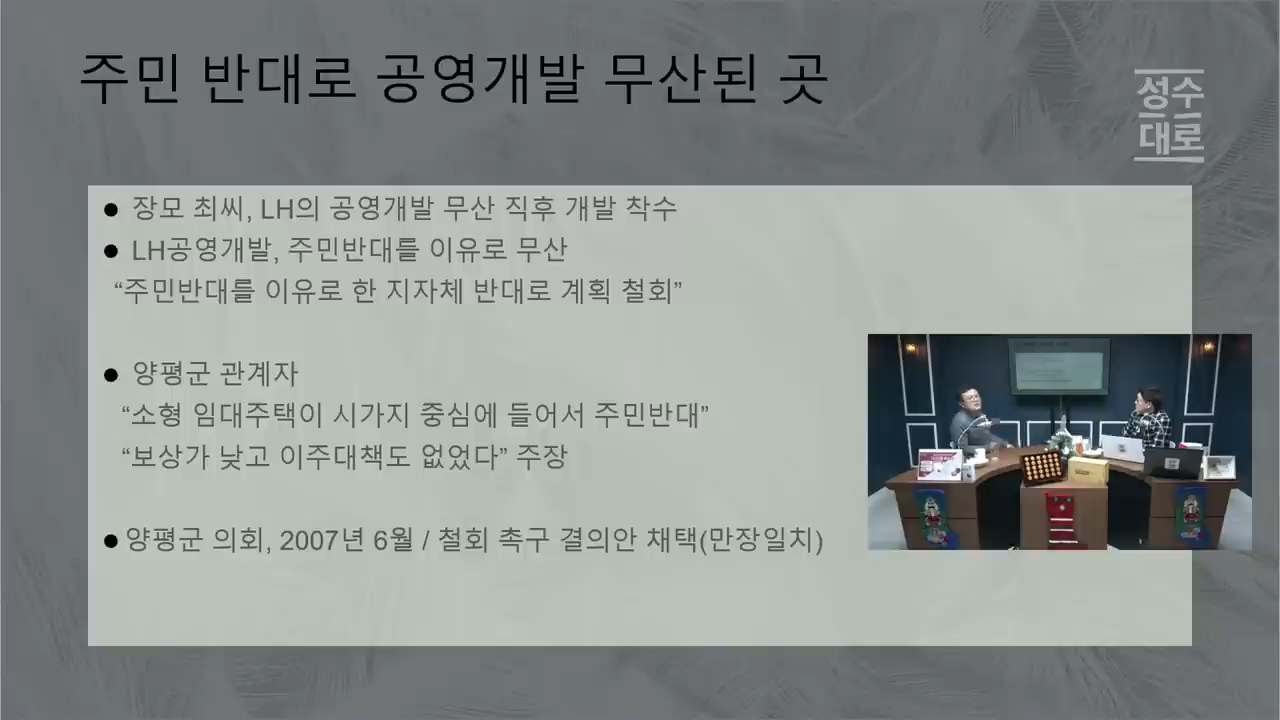 주민 반대로 공영개발 무산된 곳
성수
대로
● 장모 최씨, LH의 공영개발 무산 직후 개발 착수
● LH공영개발, 주민반대를 이유로 무산
“주민반대를 이유로 한 지자체 반대로 계획 철회”
● 양평군 관계자
“소형 임대주택이 시가지 중심에 들어서 주민반대”
“보상가 낮고 이주대책도 없었다” 주장
● 양평군 의회, 2007년 6월 / 철회 촉구 결의안 채택(만장일치)